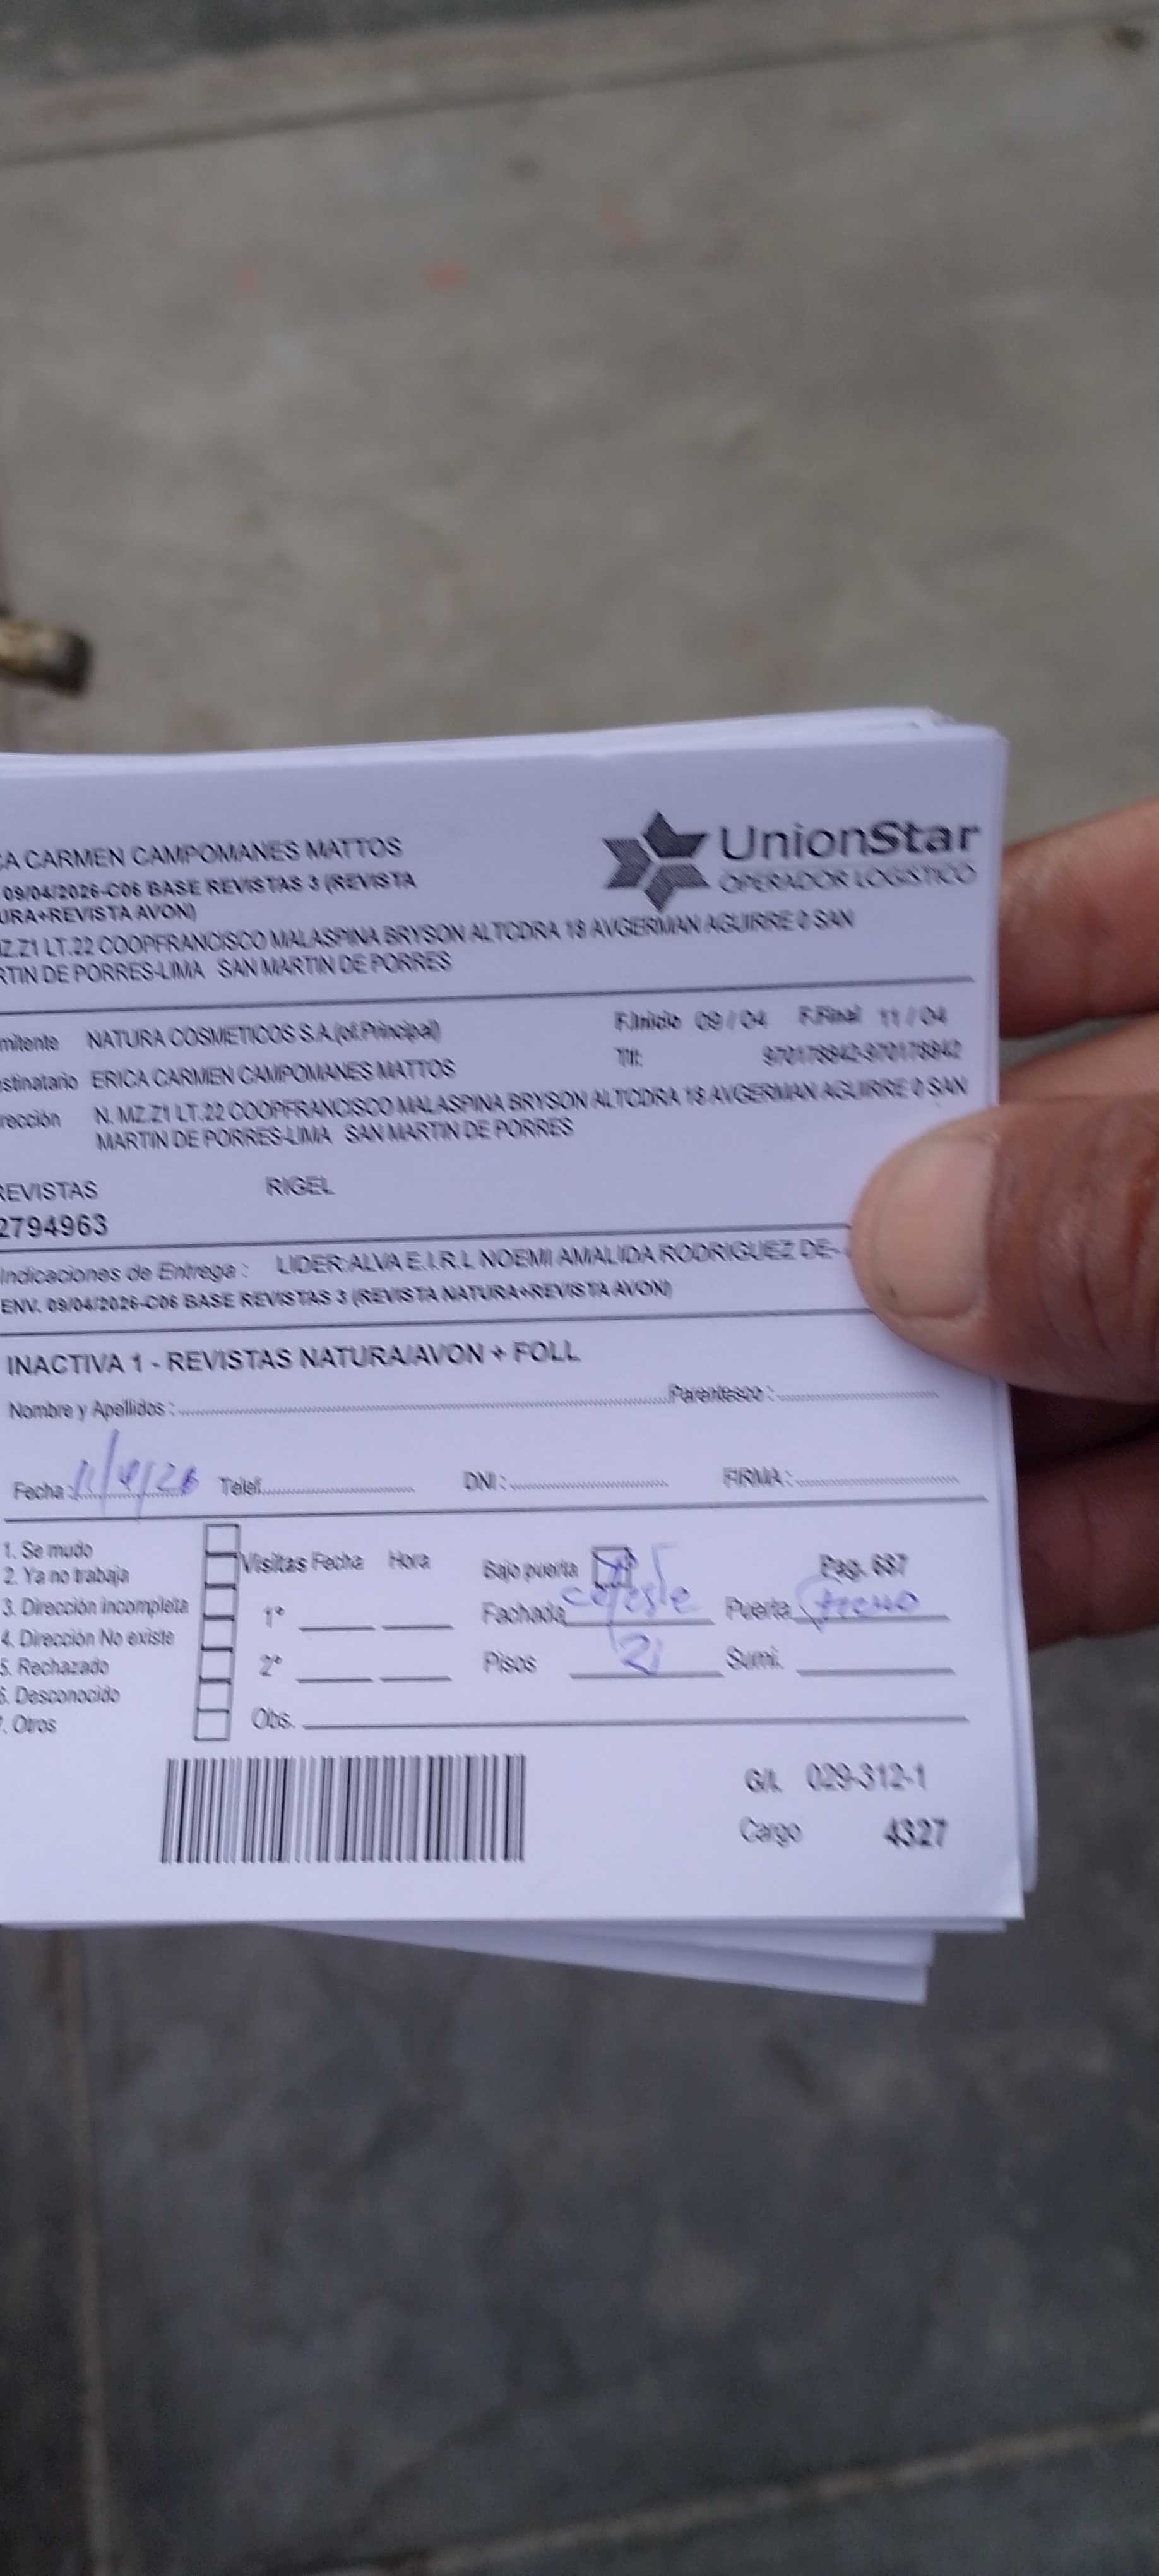 CA CARMEN CAMPOMANES MATTOS
UnionStar
OPERADOR LOGISTICO
09/04/2026-C06 BASE REVISTAS 3 (REVISTA
URA+REVISTA AVON)
MZ.Z1 LT.22 COOPFRANCISCO MALASPINA BRYSON ALTCDRA 18 AVGERMAN AGUIRRE 0 SAN
RTIN DE PORRES-LIMA SAN MARTIN DE PORRES
mitente NATURA COSMETICOS S.A.(of.Principal) F.Inicio 09 / 04 F.Final 11 / 04
estinatario ERICA CARMEN CAMPOMANES MATTOS Tlf: 970178942-970178942
rección N. MZ.Z1 LT.22 COOPFRANCISCO MALASPINA BRYSON ALTCDRA 18 AVGERMAN AGUIRRE 0 SAN
MARTIN DE PORRES-LIMA SAN MARTIN DE PORRES
REVISTAS RIGEL
2794963
Indicaciones de Entrega : LIDER:ALVA E.I.R.L NOEMI AMALIDA RODRIGUEZ DE-
ENV. 09/04/2026-C06 BASE REVISTAS 3 (REVISTA NATURA+REVISTA AVON)
INACTIVA 1 - REVISTAS NATURA/AVON + FOLL
Nombre y Apellidos : Parentesco :
Fecha : 11/4/26 Telef. DNI : FIRMA :
1. Se mudo
2. Ya no trabaja
3. Dirección incompleta
4. Dirección No existe
5. Rechazado
6. Desconocido
7. Otros
Visitas Fecha Hora Bajo puerta Pag. 687
1° Fachada celeste Puerta
2° Pisos 2 Sumi.
Obs.
G/I. 029-312-1
Cargo 4327